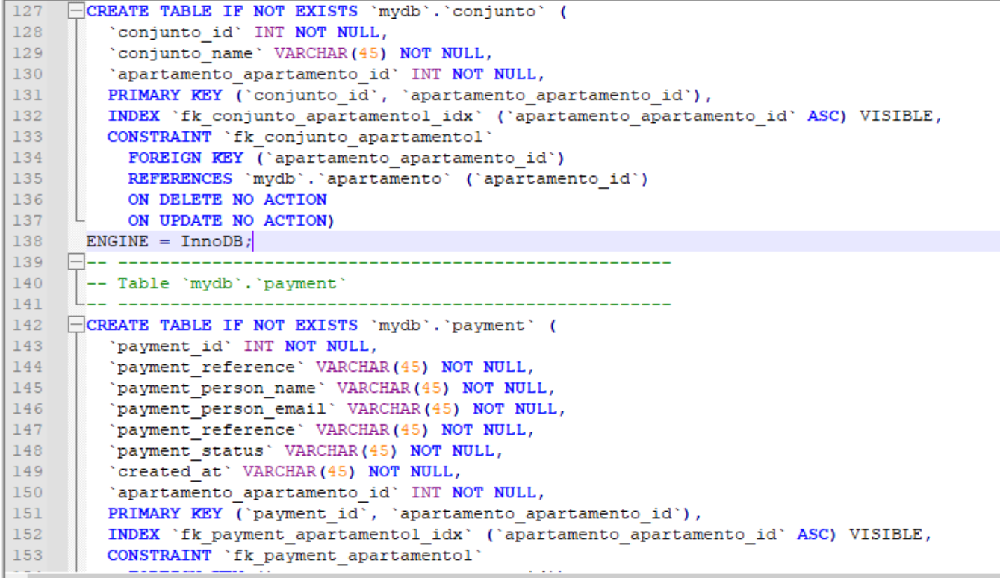 127 CREATE TABLE IF NOT EXISTS `mydb`.`conjunto` (
128 `conjunto_id` INT NOT NULL,
129 `conjunto_name` VARCHAR(45) NOT NULL,
130 `apartamento_apartamento_id` INT NOT NULL,
131 PRIMARY KEY (`conjunto_id`, `apartamento_apartamento_id`),
132 INDEX `fk_conjunto_apartamento1_idx` (`apartamento_apartamento_id` ASC) VISIBLE,
133 CONSTRAINT `fk_conjunto_apartamento1`
134 FOREIGN KEY (`apartamento_apartamento_id`)
135 REFERENCES `mydb`.`apartamento` (`apartamento_id`)
136 ON DELETE NO ACTION
137 ON UPDATE NO ACTION)
138 ENGINE = InnoDB;
139 -- -----------------------------------------------------
140 -- Table `mydb`.`payment`
141 -- -----------------------------------------------------
142 CREATE TABLE IF NOT EXISTS `mydb`.`payment` (
143 `payment_id` INT NOT NULL,
144 `payment_reference` VARCHAR(45) NOT NULL,
145 `payment_person_name` VARCHAR(45) NOT NULL,
146 `payment_person_email` VARCHAR(45) NOT NULL,
147 `payment_reference` VARCHAR(45) NOT NULL,
148 `payment_status` VARCHAR(45) NOT NULL,
149 `created_at` VARCHAR(45) NOT NULL,
150 `apartamento_apartamento_id` INT NOT NULL,
151 PRIMARY KEY (`payment_id`, `apartamento_apartamento_id`),
152 INDEX `fk_payment_apartamento1_idx` (`apartamento_apartamento_id` ASC) VISIBLE,
153 CONSTRAINT `fk_payment_apartamento1`